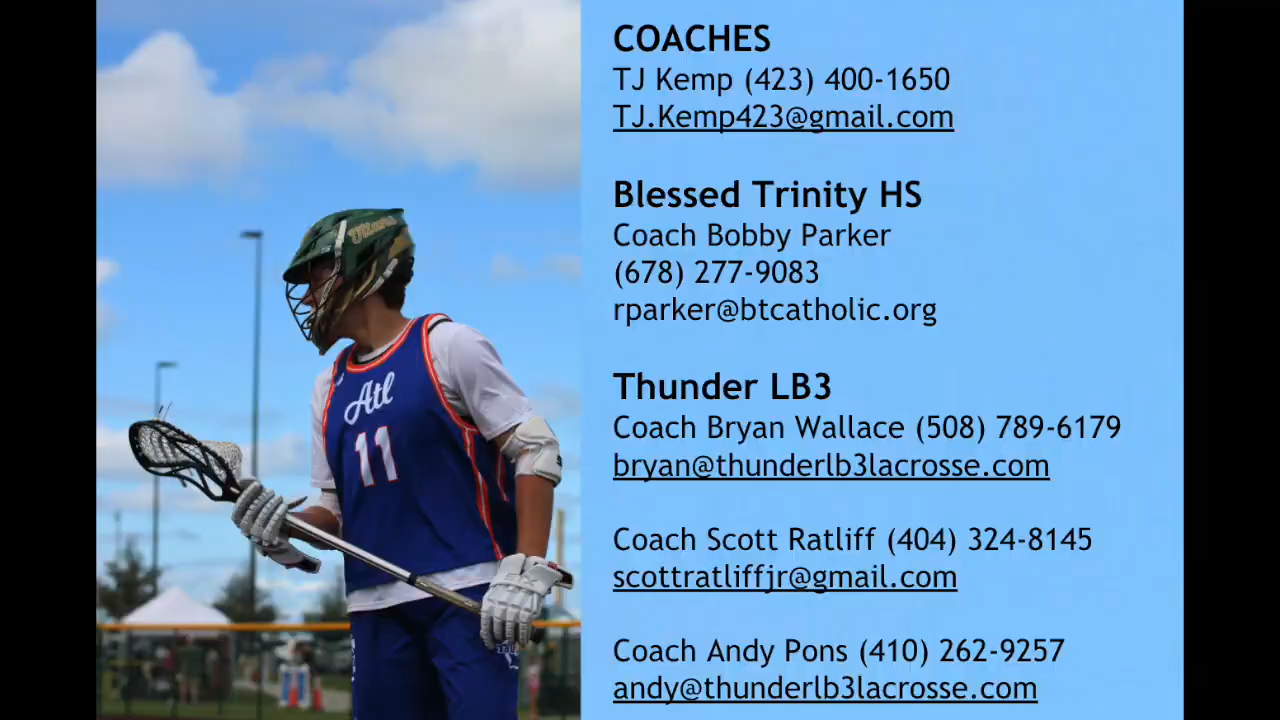 COACHES
TJ Kemp (423) 400-1650
TJ.Kemp423@gmail.com
Blessed Trinity HS
Coach Bobby Parker
(678) 277-9083
rparker@btcatholic.org
Thunder LB3
Coach Bryan Wallace (508) 789-6179
bryan@thunderlb3lacrosse.com
Coach Scott Ratliff (404) 324-8145
scottratliffjr@gmail.com
Coach Andy Pons (410) 262-9257
andy@thunderlb3lacrosse.com
Atl
11